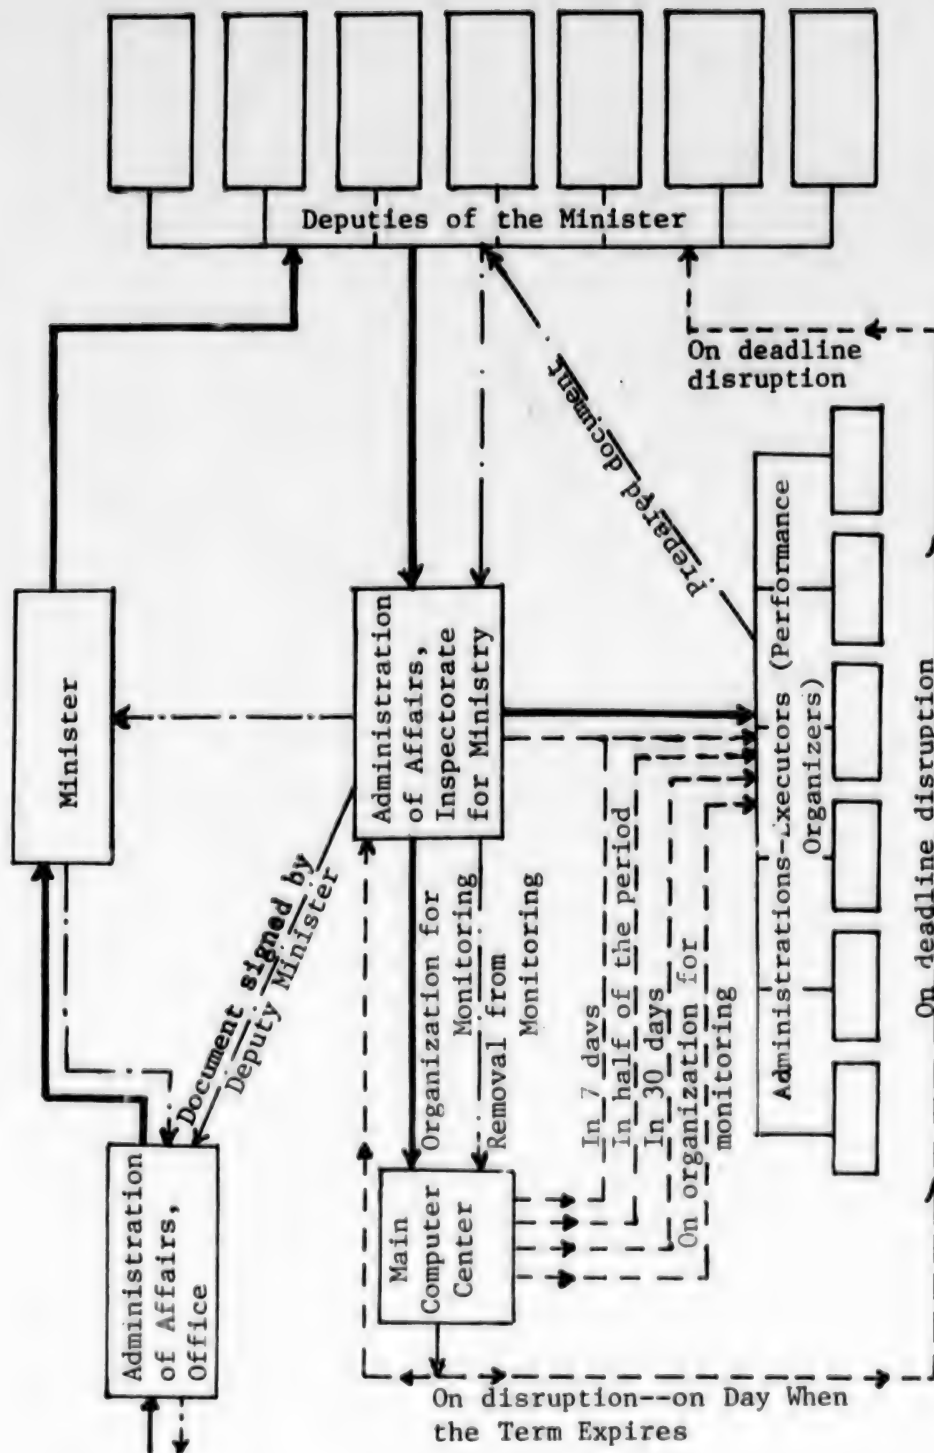 Deputies of the Minister
On deadline
disruption
Prepared document
Minister
Administration
of Affairs,
Inspectorate
for Ministry
Administrations-Executors (Performance
Organizers)
On deadline disruption
Document signed by
Deputy Minister
Organization for
Monitoring
Removal from
Monitoring
In 7 days
In half of the period
In 30 days
On organization for
monitoring
Administration
of Affairs,
Office
Main
Computer
Center
On disruption--on Day When
the Term Expires